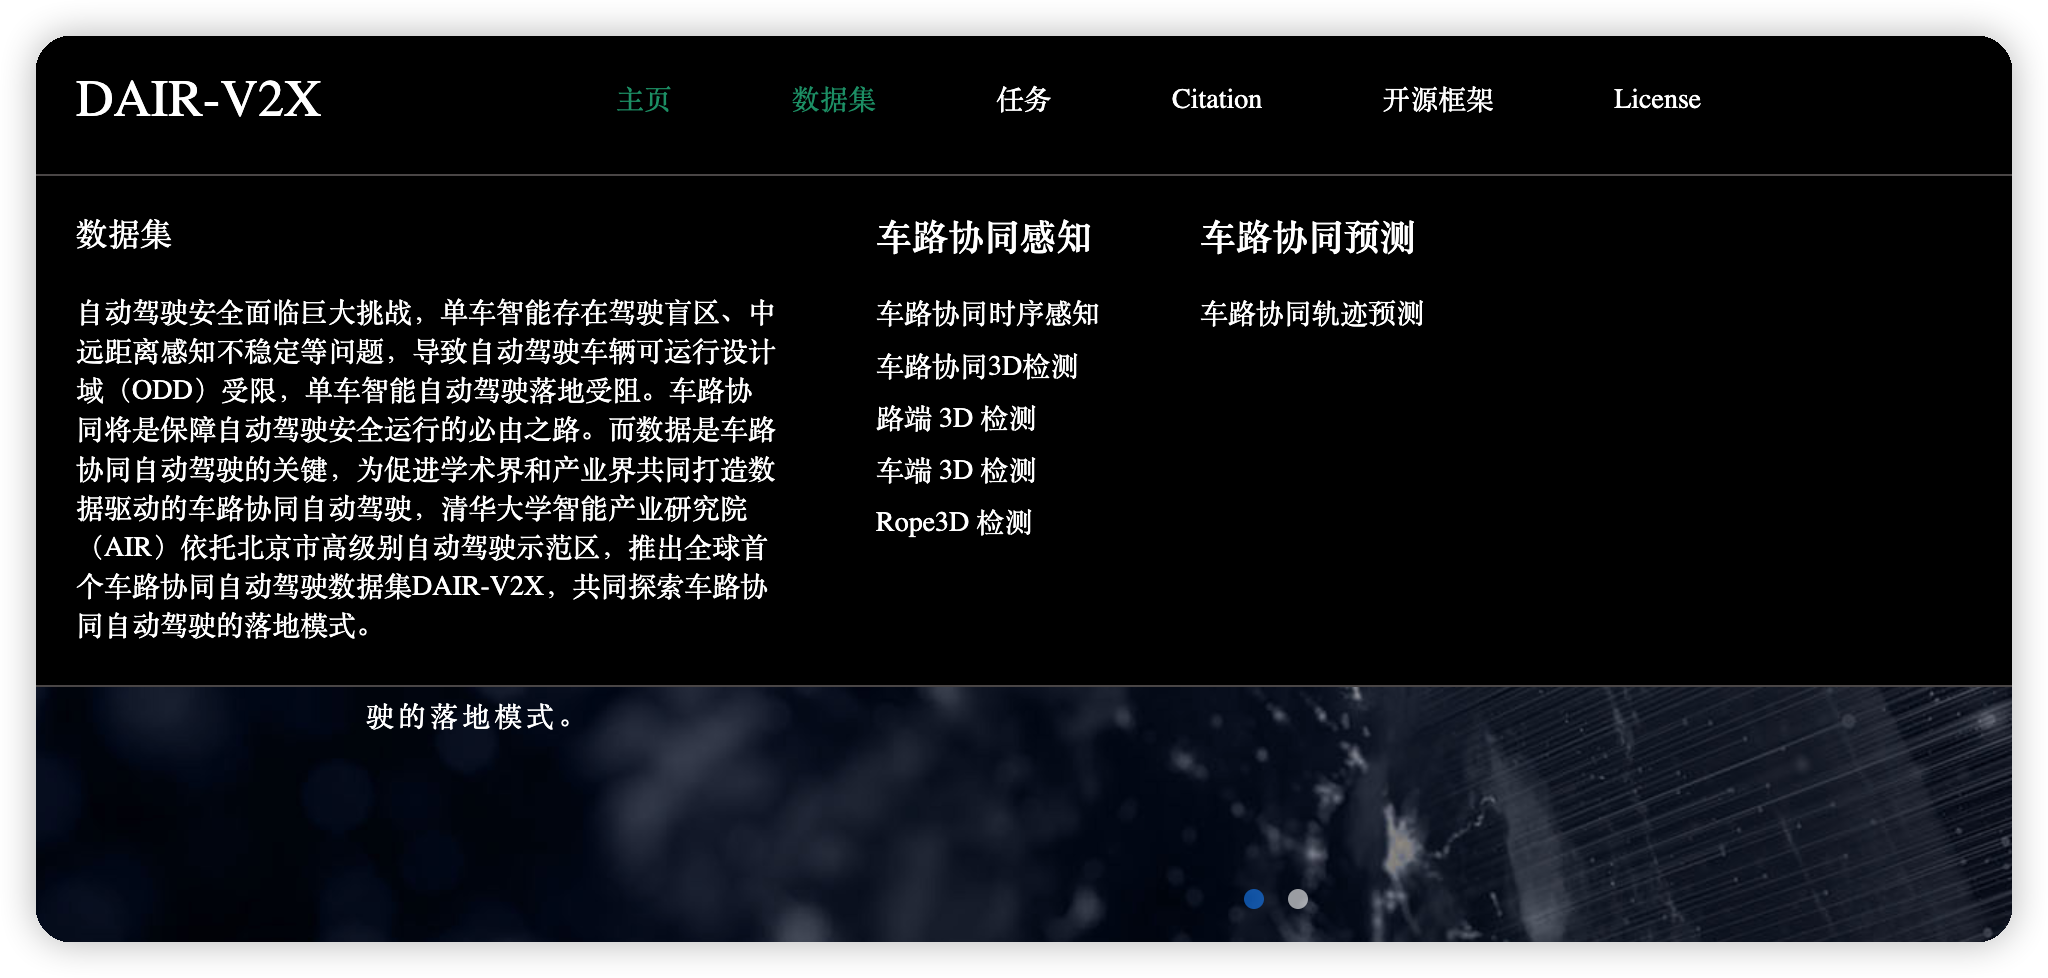 DAIR-V2X
主页
数据集
任务
Citation
开源框架
License
数据集
自动驾驶安全面临巨大挑战，单车智能存在驾驶盲区、中
远距离感知不稳定等问题，导致自动驾驶车辆可运行设计
域（ODD）受限，单车智能自动驾驶落地受阻。车路协
同将是保障自动驾驶安全运行的必由之路。而数据是车路
协同自动驾驶的关键，为促进学术界和产业界共同打造数
据驱动的车路协同自动驾驶，清华大学智能产业研究院
（AIR）依托北京市高级别自动驾驶示范区，推出全球首
个车路协同自动驾驶数据集DAIR-V2X，共同探索车路协
同自动驾驶的落地模式。
车路协同感知
车路协同时序感知
车路协同3D检测
路端 3D 检测
车端 3D 检测
Rope3D 检测
车路协同预测
车路协同轨迹预测
驶的落地模式。